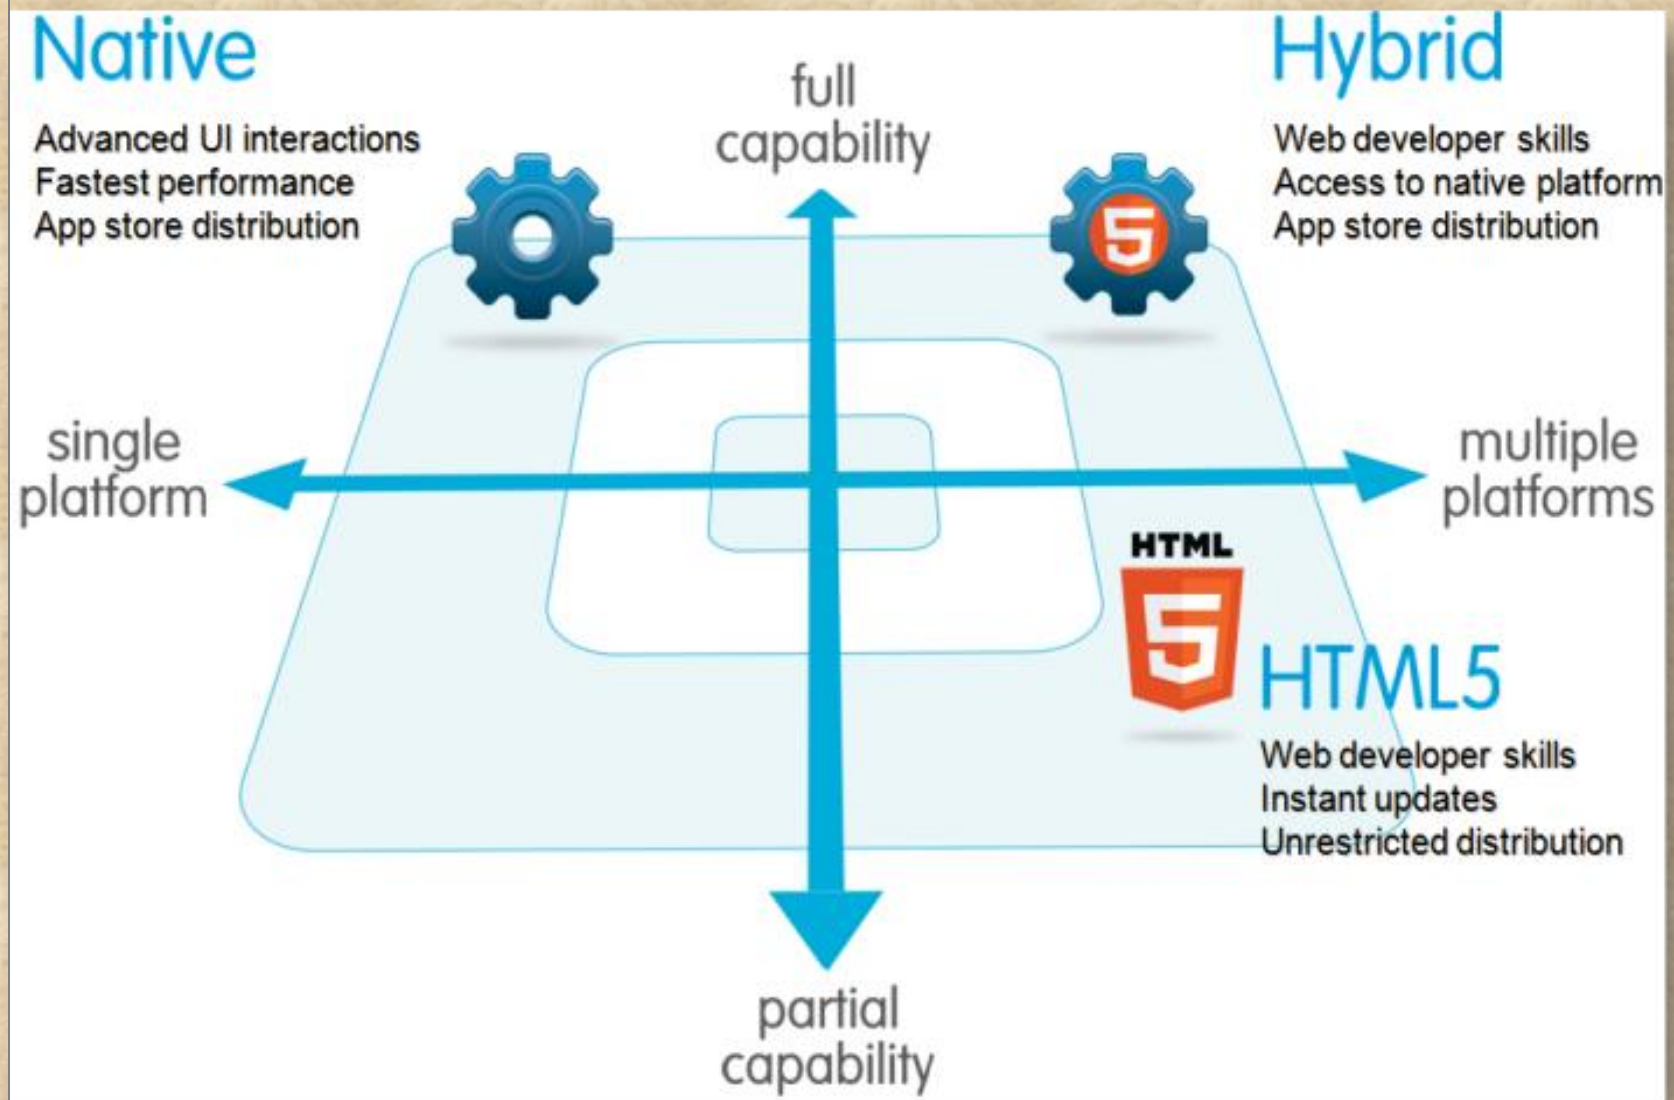 Native
Advanced UI interactions
Fastest performance
App store distribution
full
capability
Hybrid
Web developer skills
Access to native platform
App store distribution
5
single
platform
multiple
platforms
HTML
5
HTML5
Web developer skills
Instant updates
Unrestricted distribution
partial
capability